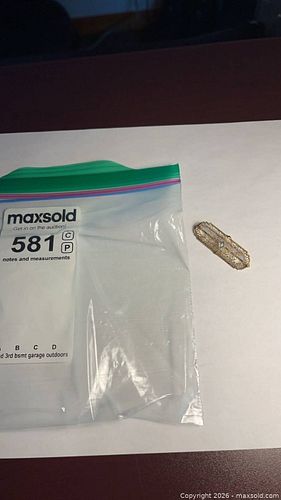 maxsold
Get in on the auction!
581 C
P
notes and measurements
A B C D
d 3rd bsmt garage outdoors
Copyright © 2026 - maxsold.com